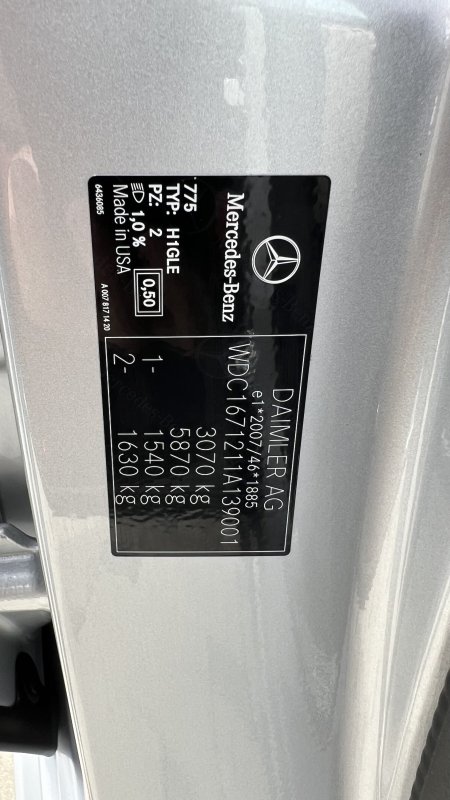 Mercedes-Benz
DAIMLER AG
e1*2007/46*1885
WDC1671211A139001
3070 kg
5870 kg
1- 1540 kg
2- 1630 kg
775
TYP: H1GLE
PZ: 2
1,0 % 0,50
Made in USA
6436085 A 007 817 14 20